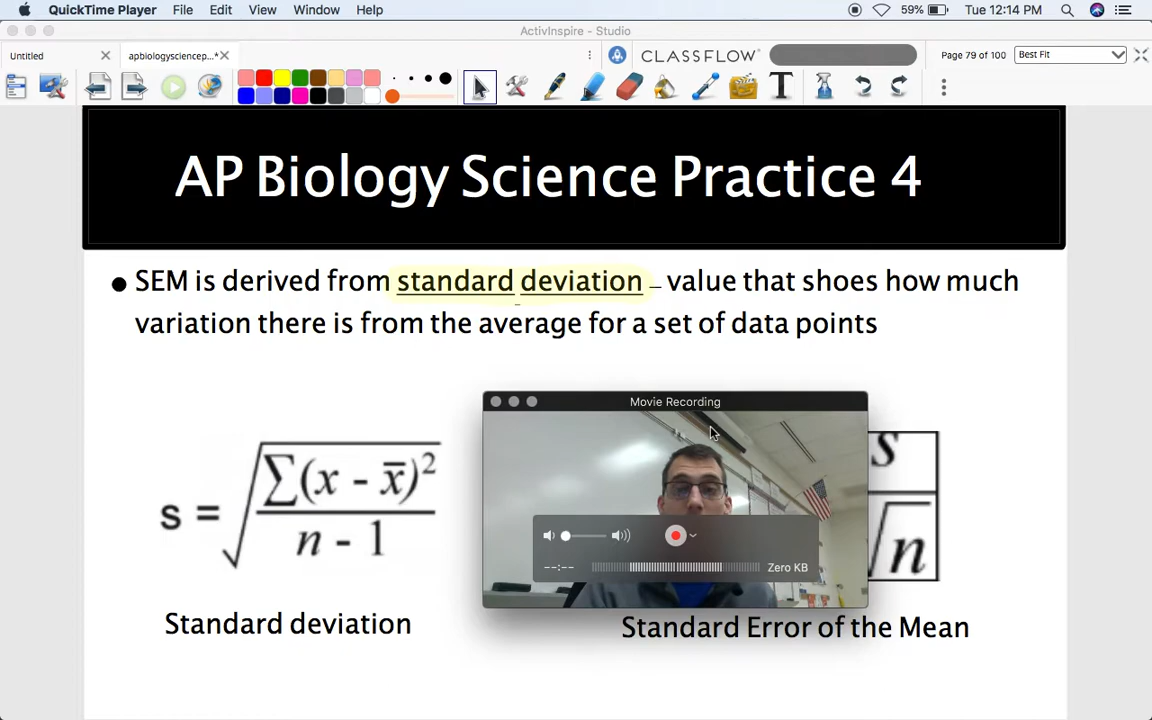 QuickTime Player File Edit View Window Help 59% Tue 12:14 PM
ActivInspire - Studio
Untitled apbiologysciencep...*
CLASSFLOW Page 79 of 100 Best Fit
AP Biology Science Practice 4
• SEM is derived from standard deviation – value that shoes how much
variation there is from the average for a set of data points
Movie Recording
s = √∑(x - x̄)²
n - 1
s
√n
--:-- Zero KB
Standard deviation
Standard Error of the Mean